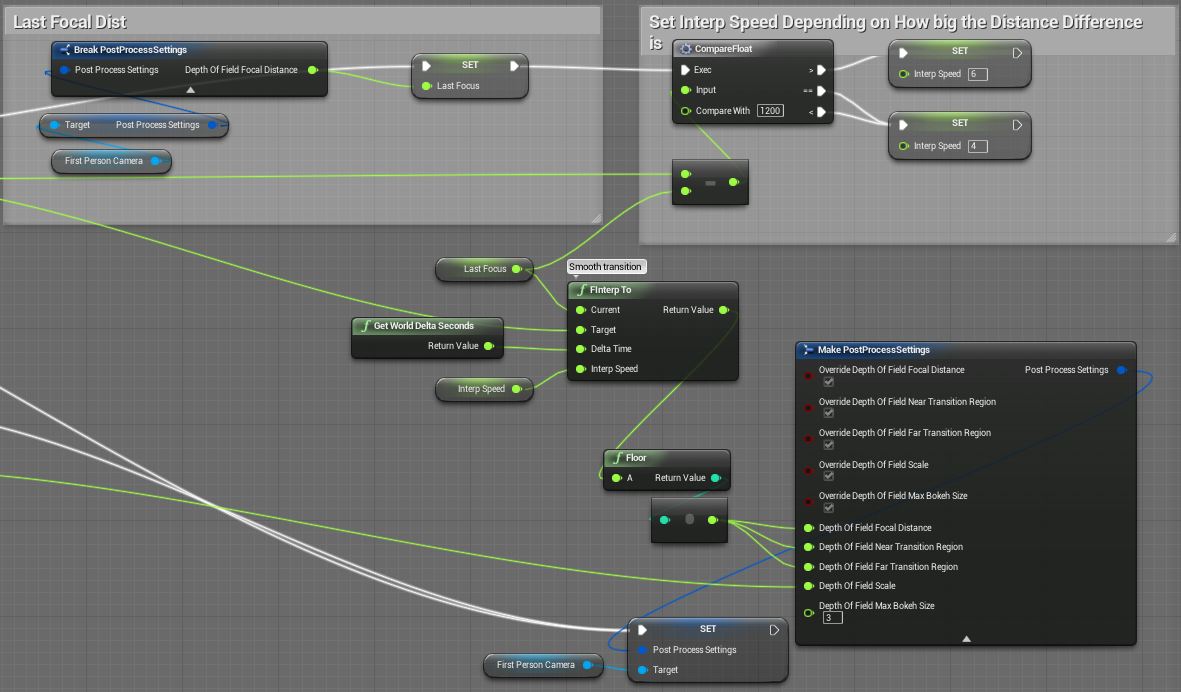 Last Focal Dist
Break PostProcessSettings
Post Process Settings Depth Of Field Focal Distance
SET
Last Focus
Target Post Process Settings
First Person Camera
Set Interp Speed Depending on How big the Distance Difference
is
CompareFloat
Exec >
Input ==
Compare With 1200 <
SET
Interp Speed 6
SET
Interp Speed 4
-
Last Focus
Smooth transition
f FInterp To
Current Return Value
Target
Delta Time
Interp Speed
f Get World Delta Seconds
Return Value
Interp Speed
f Floor
A Return Value
Make PostProcessSettings
Override Depth Of Field Focal Distance Post Process Settings
Override Depth Of Field Near Transition Region
Override Depth Of Field Far Transition Region
Override Depth Of Field Scale
Override Depth Of Field Max Bokeh Size
Depth Of Field Focal Distance
Depth Of Field Near Transition Region
Depth Of Field Far Transition Region
Depth Of Field Scale
Depth Of Field Max Bokeh Size
3
SET
Post Process Settings
Target
First Person Camera